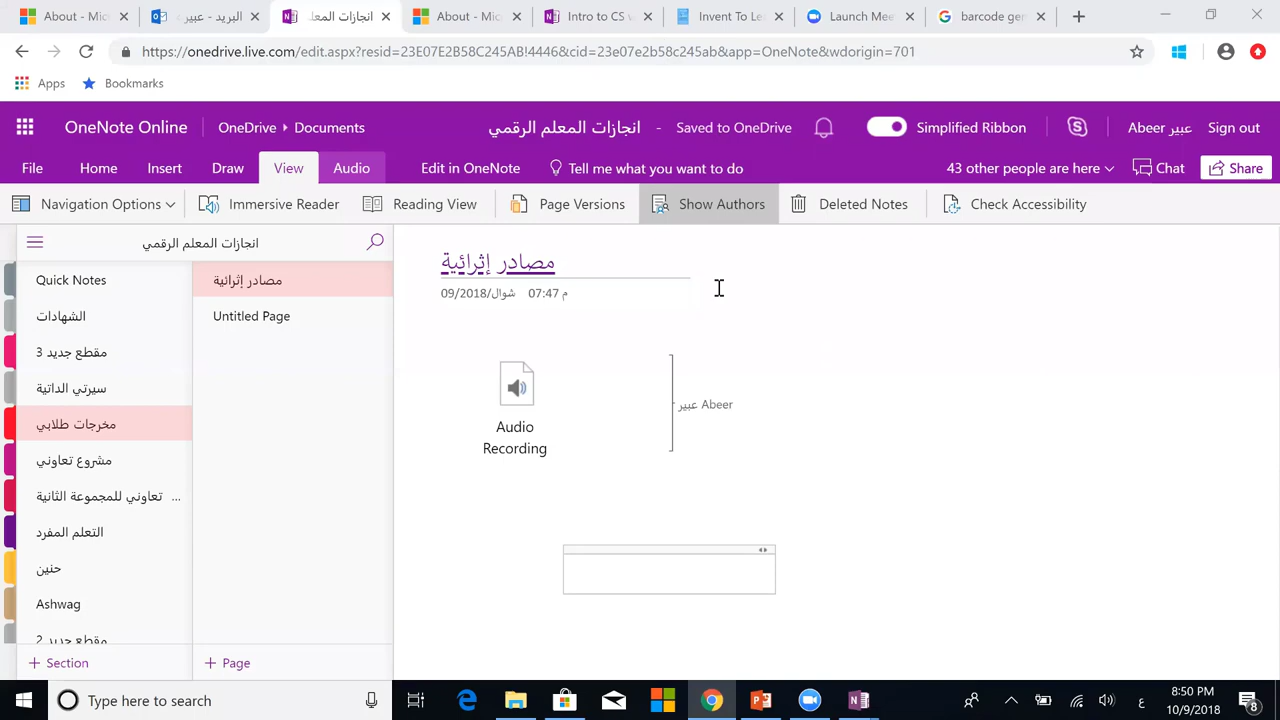 About - Mic
البريد - عبير
انجازات المعلم
About - Mic
Intro to CS w
Invent To Le
Launch Mee
barcode gen
https://onedrive.live.com/edit.aspx?resid=23E07E2B58C245AB!4446&cid=23e07e2b58c245ab&app=OneNote&wdorigin=701
Apps
Bookmarks
OneNote Online
OneDrive
Documents
انجازات المعلم الرقمي
-
Saved to OneDrive
Simplified Ribbon
Abeer عبير
Sign out
File
Home
Insert
Draw
View
Audio
Edit in OneNote
Tell me what you want to do
43 other people are here
Chat
Share
Navigation Options
Immersive Reader
Reading View
Page Versions
Show Authors
Deleted Notes
Check Accessibility
انجازات المعلم الرقمي
Quick Notes
الشهادات
مقطع جديد 3
سيرتي الداتية
مخرجات طلابي
مشروع تعاوني
تعاوني للمجموعة الثانية ...
التعلم المفرد
حنين
Ashwag
مقطع جديد 2
+ Section
مصادر إثرائية
Untitled Page
+ Page
مصادر إثرائية
09/شوال/2018
07:47 م
Audio
Recording
عبير Abeer
Type here to search
ع
8:50 PM
10/9/2018
8